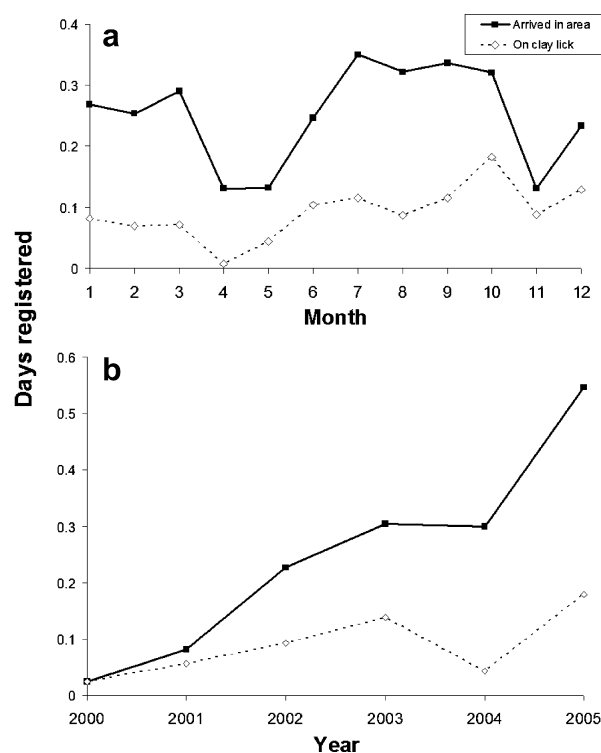 a
Arrived in area
On clay lick
0.4
0.3
0.2
0.1
0
1 2 3 4 5 6 7 8 9 10 11 12
Month
Days registered
b
0.6
0.5
0.4
0.3
0.2
0.1
0
2000 2001 2002 2003 2004 2005
Year